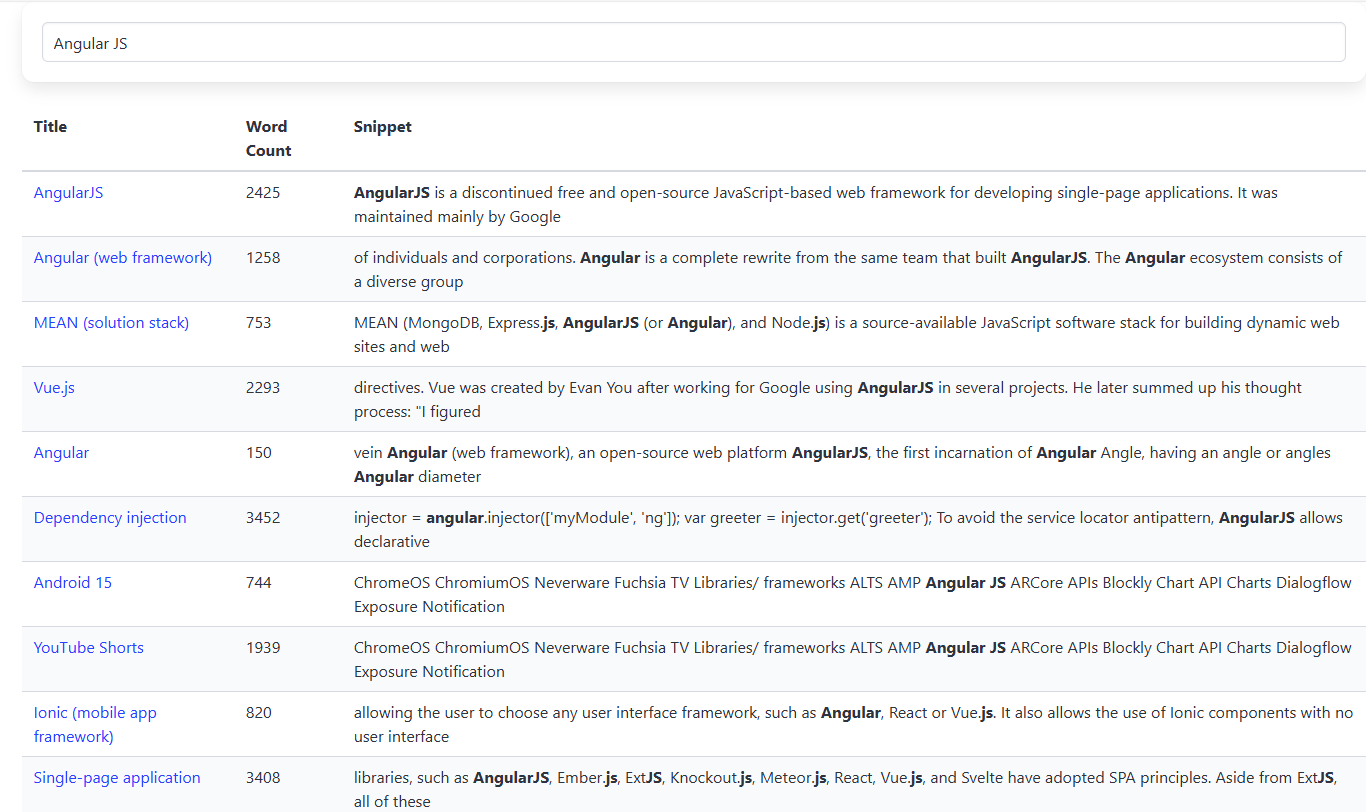 Angular JS
Title Word Count Snippet
AngularJS 2425 AngularJS is a discontinued free and open-source JavaScript-based web framework for developing single-page applications. It was
maintained mainly by Google
Angular (web framework) 1258 of individuals and corporations. Angular is a complete rewrite from the same team that built AngularJS. The Angular ecosystem consists of
a diverse group
MEAN (solution stack) 753 MEAN (MongoDB, Express.js, AngularJS (or Angular), and Node.js) is a source-available JavaScript software stack for building dynamic web
sites and web
Vue.js 2293 directives. Vue was created by Evan You after working for Google using AngularJS in several projects. He later summed up his thought
process: "I figured
Angular 150 vein Angular (web framework), an open-source web platform AngularJS, the first incarnation of Angular Angle, having an angle or angles
Angular diameter
Dependency injection 3452 injector = angular.injector(['myModule', 'ng']); var greeter = injector.get('greeter'); To avoid the service locator antipattern, AngularJS allows
declarative
Android 15 744 ChromeOS ChromiumOS Neverware Fuchsia TV Libraries/ frameworks ALTS AMP Angular JS ARCore APIs Blockly Chart API Charts Dialogflow
Exposure Notification
YouTube Shorts 1939 ChromeOS ChromiumOS Neverware Fuchsia TV Libraries/ frameworks ALTS AMP Angular JS ARCore APIs Blockly Chart API Charts Dialogflow
Exposure Notification
Ionic (mobile app 820 allowing the user to choose any user interface framework, such as Angular, React or Vue.js. It also allows the use of Ionic components with no
framework) user interface
Single-page application 3408 libraries, such as AngularJS, Ember.js, ExtJS, Knockout.js, Meteor.js, React, Vue.js, and Svelte have adopted SPA principles. Aside from ExtJS,
all of these